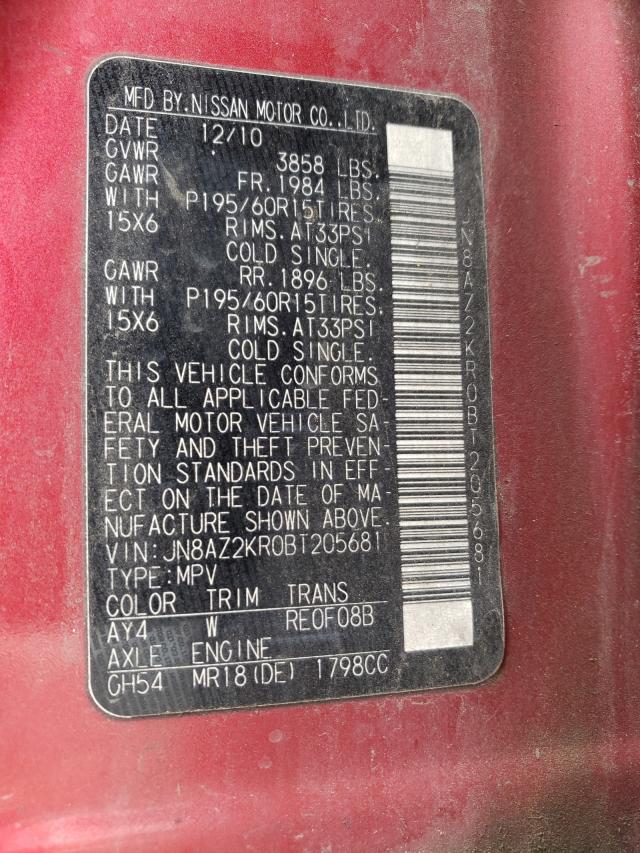 MFD BY.NISSAN MOTOR CO.,LTD.
DATE 12/10
GVWR 3858 LBS.
GAWR FR.1984 LBS.
WITH P195/60R15TIRES.
15X6 RIMS.AT33PSI
COLD SINGLE.
GAWR RR.1896 LBS.
WITH P195/60R15TIRES.
15X6 RIMS.AT33PSI
COLD SINGLE.
THIS VEHICLE CONFORMS
TO ALL APPLICABLE FED-
ERAL MOTOR VEHICLE SA-
FETY AND THEFT PREVEN-
TION STANDARDS IN EFF-
ECT ON THE DATE OF MA-
NUFACTURE SHOWN ABOVE.
VIN:JN8AZ2KR0BT205681
TYPE:MPV
COLOR TRIM TRANS
AY4 W RE0F08B
AXLE ENGINE
GH54 MR18(DE) 1798CC
JN8AZ2KR0BT205681